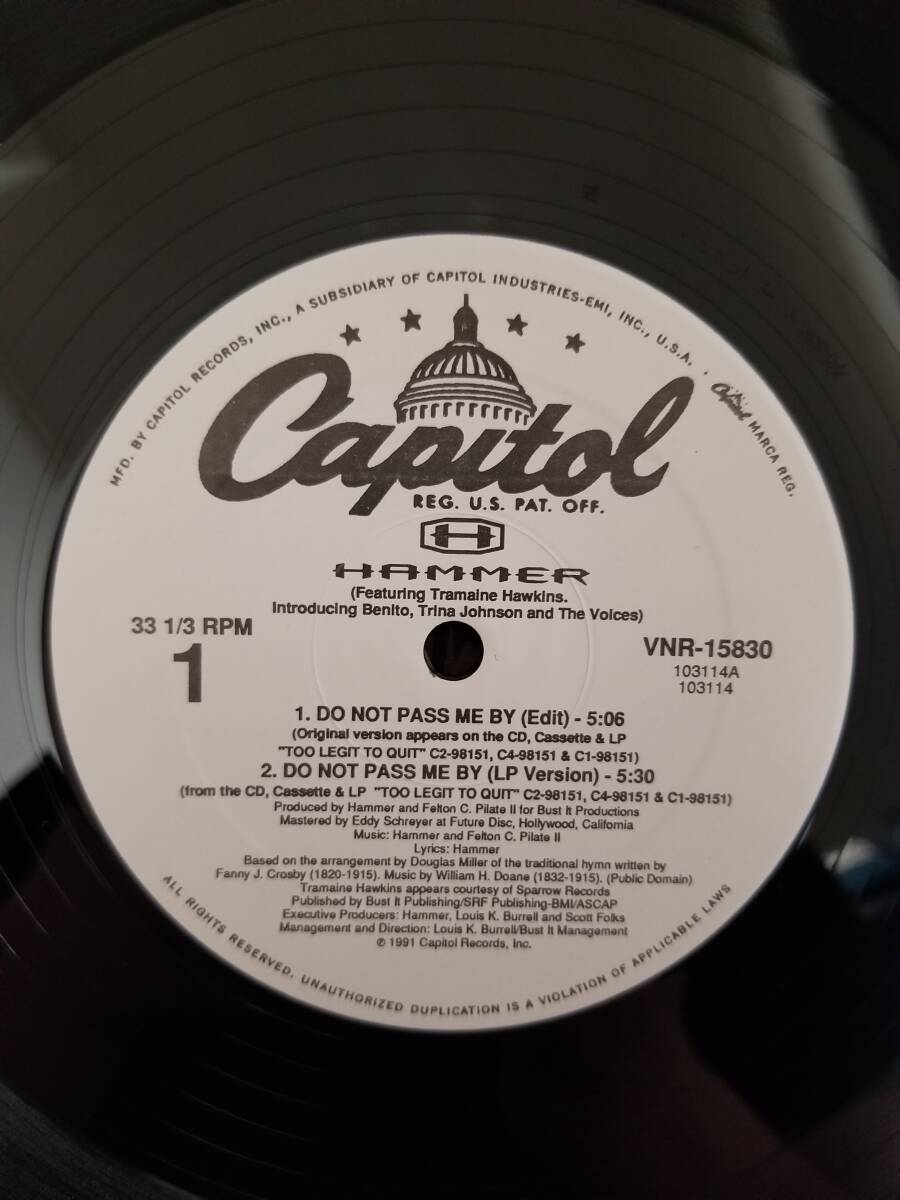 MFD. BY CAPITOL RECORDS, INC., A SUBSIDIARY OF CAPITOL INDUSTRIES-EMI, INC., U.S.A. . Capitol MARCA REG.
Capitol
REG. U.S. PAT. OFF.
H
HAMMER
(Featuring Tramaine Hawkins.
Introducing Benito, Trina Johnson and The Voices)
33 1/3 RPM
1
VNR-15830
103114A
103114
1. DO NOT PASS ME BY (Edit) - 5:06
(Original version appears on the CD, Cassette & LP
"TOO LEGIT TO QUIT" C2-98151, C4-98151 & C1-98151)
2. DO NOT PASS ME BY (LP Version) - 5:30
(from the CD, Cassette & LP "TOO LEGIT TO QUIT" C2-98151, C4-98151 & C1-98151)
Produced by Hammer and Felton C. Pilate II for Bust It Productions
Mastered by Eddy Schreyer at Future Disc, Hollywood, California
Music: Hammer and Felton C. Pilate II
Lyrics: Hammer
Based on the arrangement by Douglas Miller of the traditional hymn written by
Fanny J. Crosby (1820-1915). Music by William H. Doane (1832-1915). (Public Domain)
Tramaine Hawkins appears courtesy of Sparrow Records
Published by Bust It Publishing/SRF Publishing-BMI/ASCAP
Executive Producers: Hammer, Louis K. Burrell and Scott Folks
Management and Direction: Louis K. Burrell/Bust It Management
℗ 1991 Capitol Records, Inc.
ALL RIGHTS RESERVED. UNAUTHORIZED DUPLICATION IS A VIOLATION OF APPLICABLE LAWS